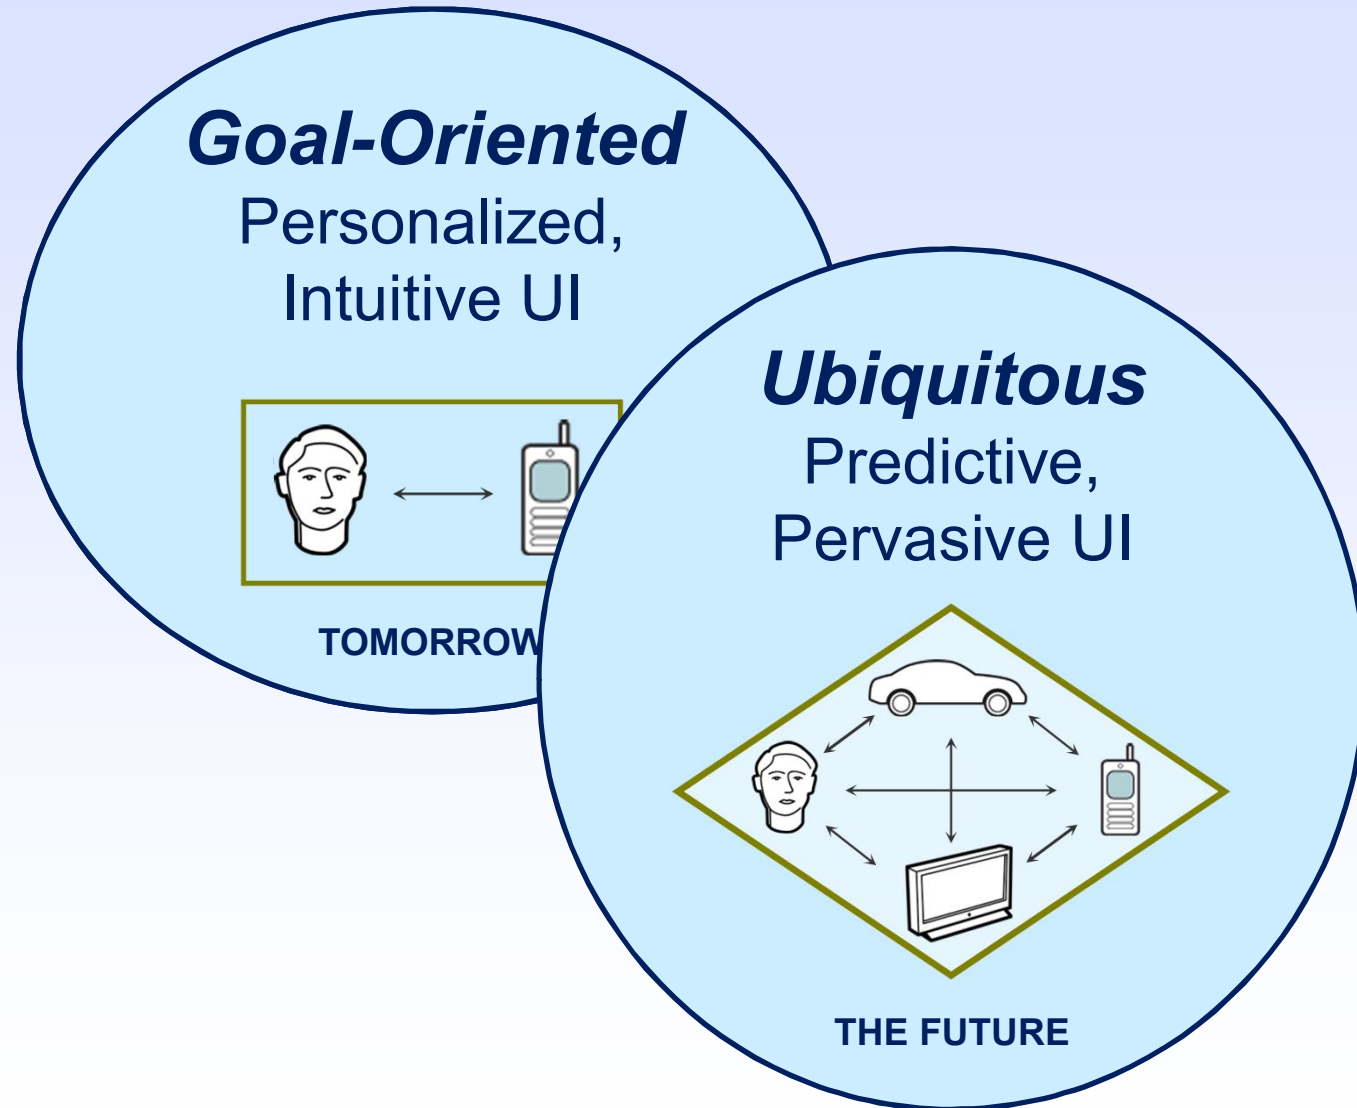 Goal-Oriented
Personalized,
Intuitive UI
TOMORROW
Ubiquitous
Predictive,
Pervasive UI
THE FUTURE